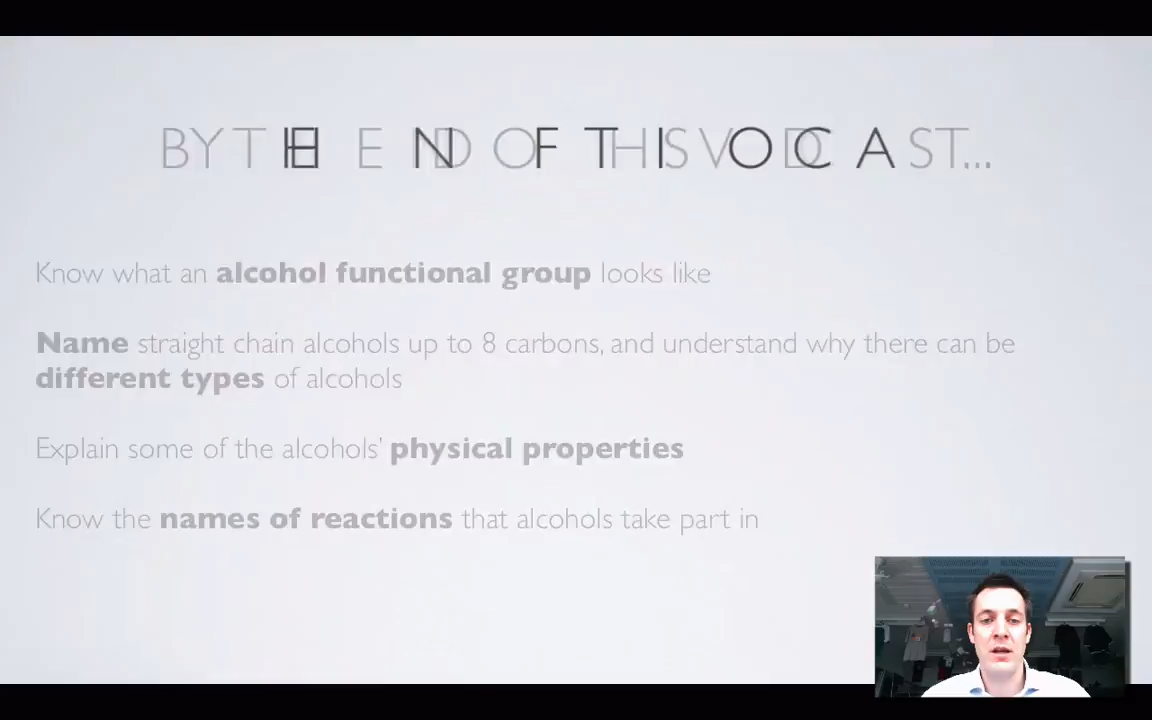 BY THE END OF THIS VODCAST...
Know what an alcohol functional group looks like
Name straight chain alcohols up to 8 carbons, and understand why there can be
different types of alcohols
Explain some of the alcohols' physical properties
Know the names of reactions that alcohols take part in